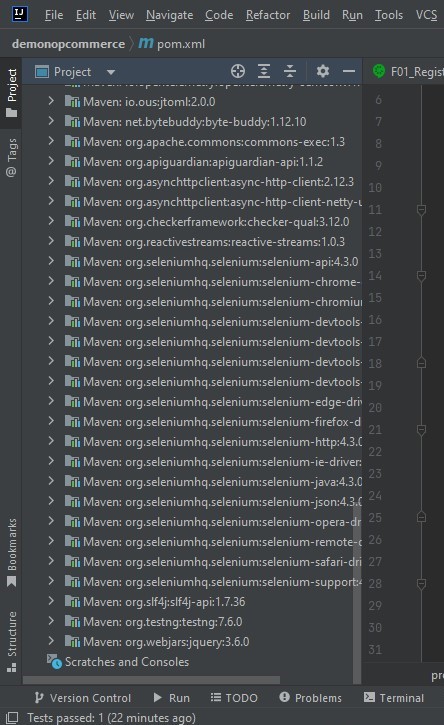 IJ File Edit View Navigate Code Refactor Build Run Tools VCS
demonopcommerce pom.xml
Project
Project
F01_Regist
Tags
Maven: io.ous:jtoml:2.0.0
Maven: net.bytebuddy:byte-buddy:1.12.10
Maven: org.apache.commons:commons-exec:1.3
Maven: org.apiguardian:apiguardian-api:1.1.2
Maven: org.asynchttpclient:async-http-client:2.12.3
Maven: org.asynchttpclient:async-http-client-netty-u
Maven: org.checkerframework:checker-qual:3.12.0
Maven: org.reactivestreams:reactive-streams:1.0.3
Maven: org.seleniumhq.selenium:selenium-api:4.3.0
Maven: org.seleniumhq.selenium:selenium-chrome-
Maven: org.seleniumhq.selenium:selenium-chromiur
Maven: org.seleniumhq.selenium:selenium-devtools-
Maven: org.seleniumhq.selenium:selenium-devtools-
Maven: org.seleniumhq.selenium:selenium-devtools-
Maven: org.seleniumhq.selenium:selenium-devtools-
Maven: org.seleniumhq.selenium:selenium-edge-driv
Maven: org.seleniumhq.selenium:selenium-firefox-d
Maven: org.seleniumhq.selenium:selenium-http:4.3.0
Maven: org.seleniumhq.selenium:selenium-ie-driver:
Maven: org.seleniumhq.selenium:selenium-java:4.3.0
Maven: org.seleniumhq.selenium:selenium-json:4.3.0
Maven: org.seleniumhq.selenium:selenium-opera-dr
Maven: org.seleniumhq.selenium:selenium-remote-c
Maven: org.seleniumhq.selenium:selenium-safari-dri
Maven: org.seleniumhq.selenium:selenium-support:4
Maven: org.slf4j:slf4j-api:1.7.36
Maven: org.testng:testng:7.6.0
Maven: org.webjars:jquery:3.6.0
Scratches and Consoles
Bookmarks
Structure
6
7
8
9
10
11
12
13
14
15
16
17
18
19
20
21
22
23
24
25
26
27
28
29
30
31
pro
Version Control Run TODO Problems Terminal
Tests passed: 1 (22 minutes ago)